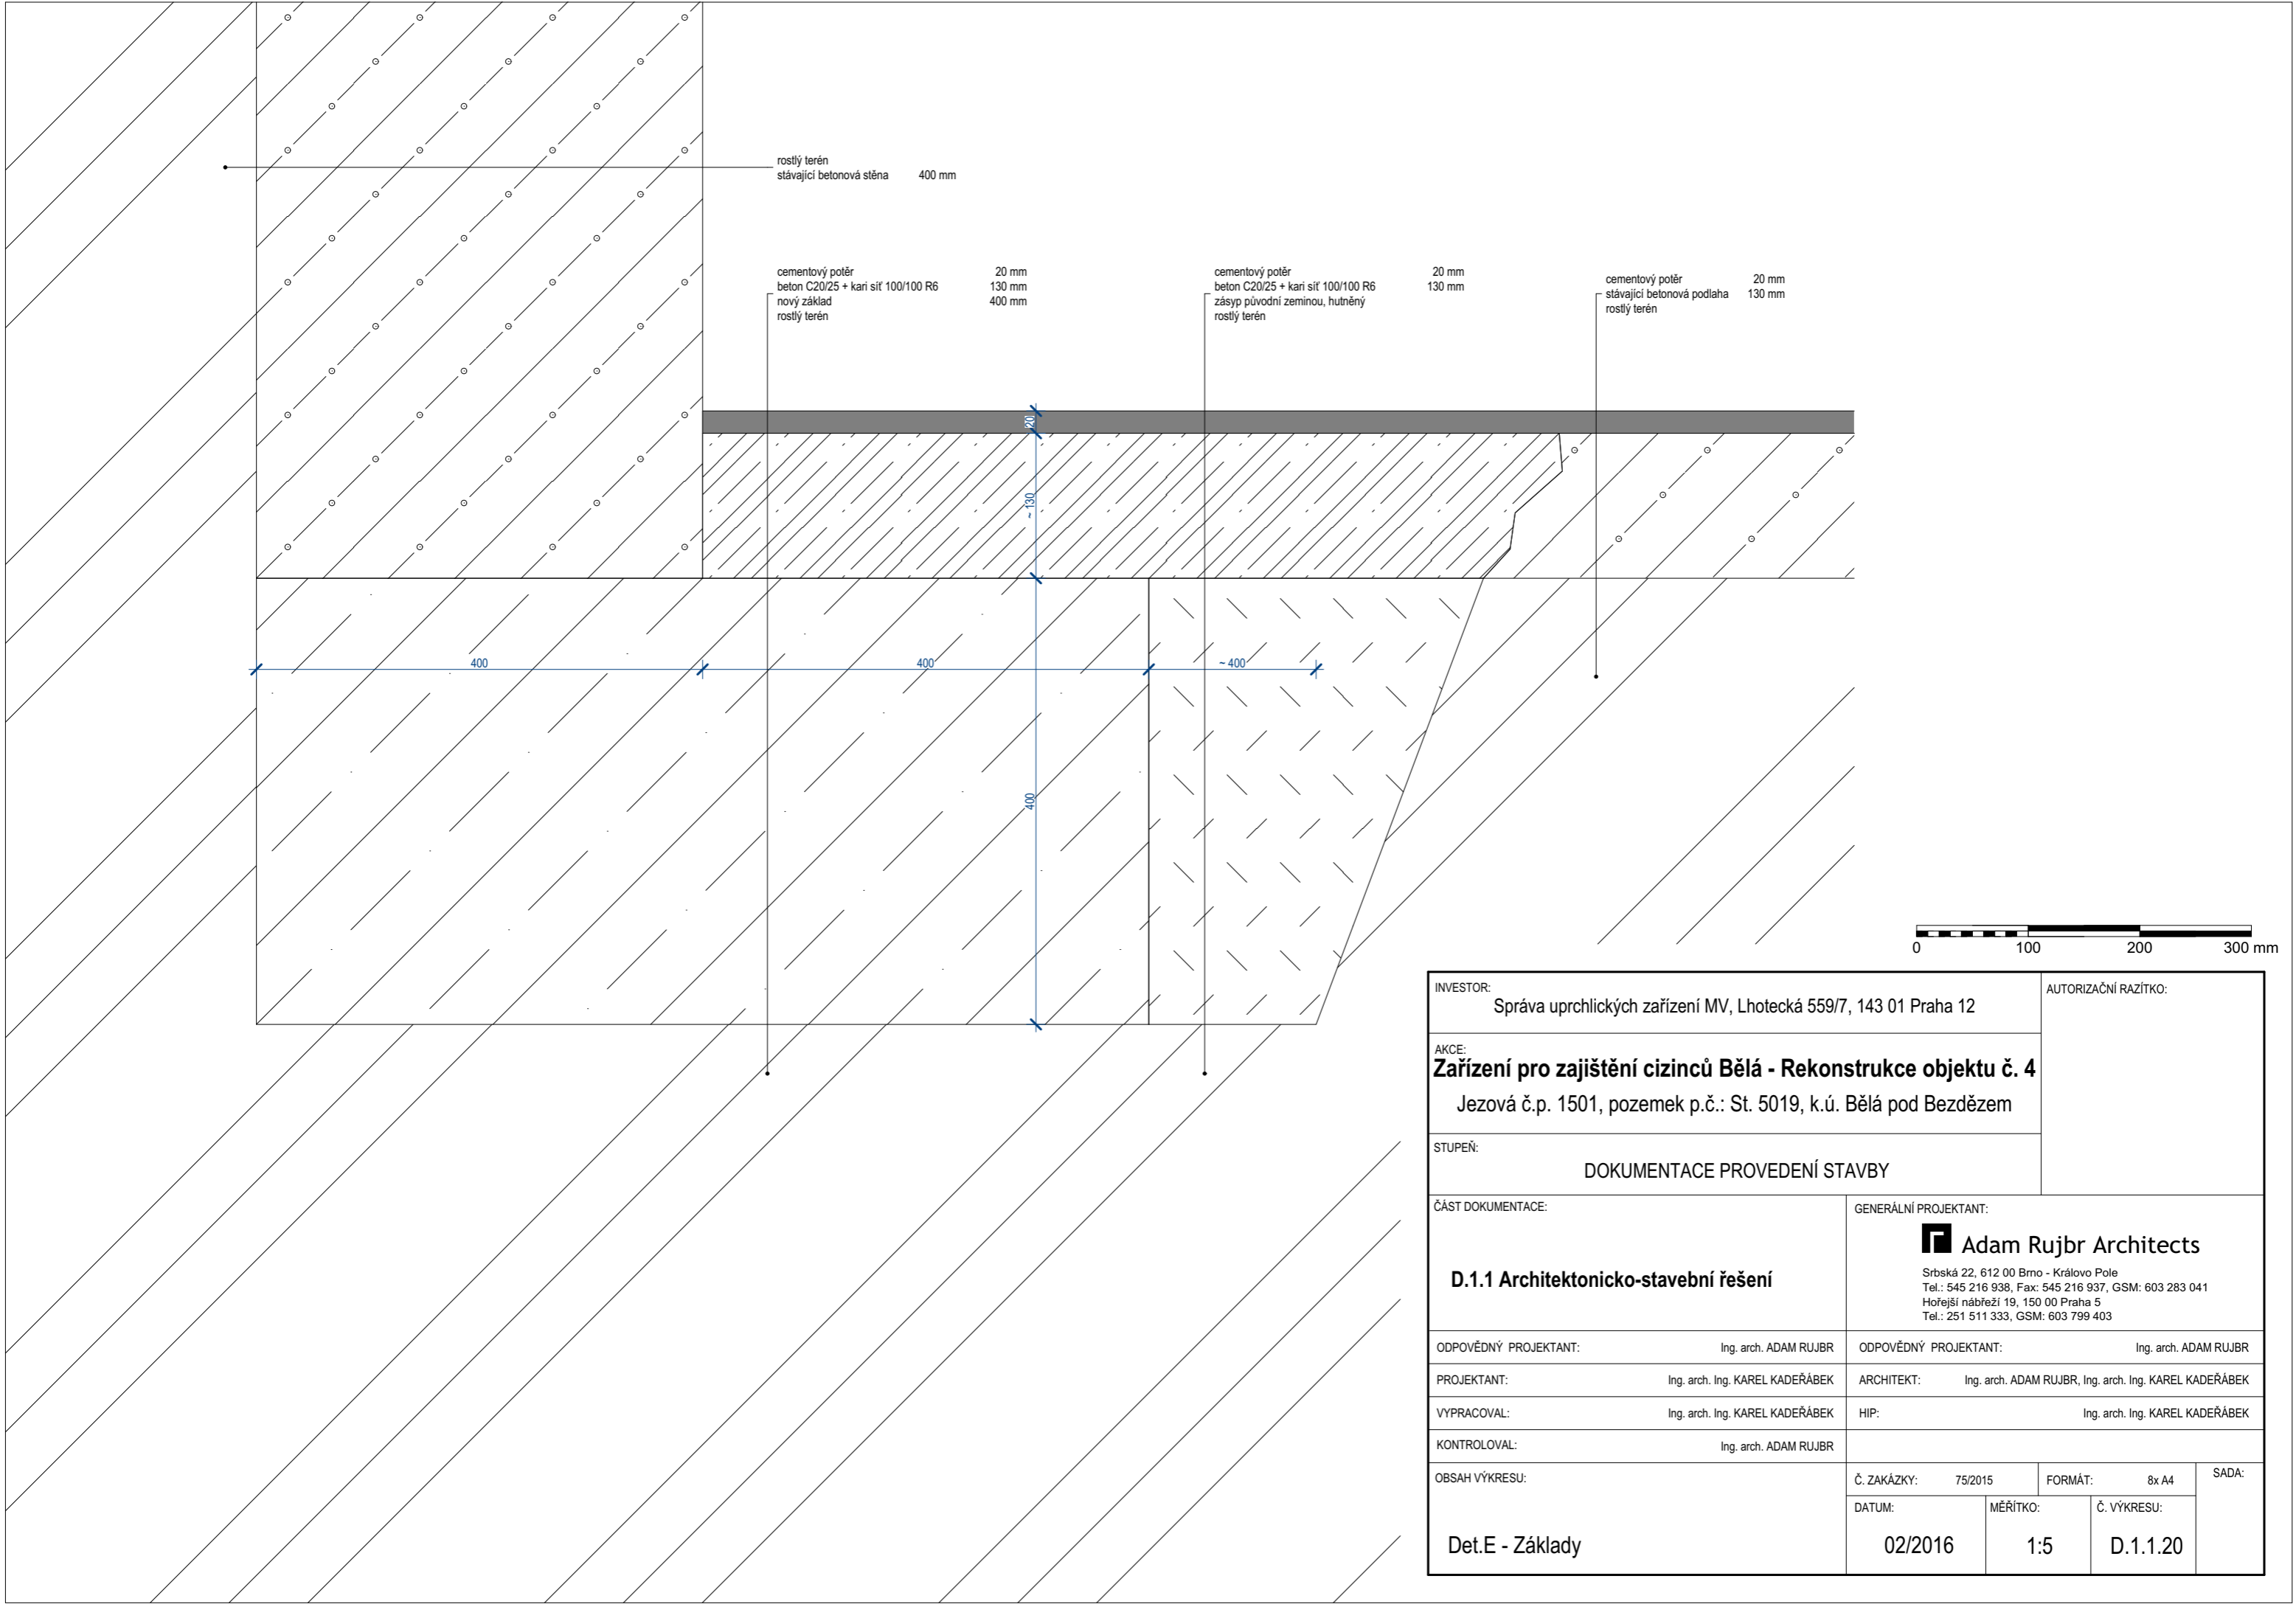 rostlý terén
stávající betonová stěna 400 mm
cementový potěr 20 mm
beton C20/25 + kari síť 100/100 R6 130 mm
nový základ 400 mm
rostlý terén
cementový potěr 20 mm
beton C20/25 + kari síť 100/100 R6 130 mm
zásyp původní zeminou, hutněný
rostlý terén
cementový potěr 20 mm
stávající betonová podlaha 130 mm
rostlý terén
20
~ 130
400
400
400
~ 400
0 100 200 300 mm
INVESTOR:
Správa uprchlických zařízení MV, Lhotecká 559/7, 143 01 Praha 12
AUTORIZAČNÍ RAZÍTKO:
AKCE:
Zařízení pro zajištění cizinců Bělá - Rekonstrukce objektu č. 4
Jezová č.p. 1501, pozemek p.č.: St. 5019, k.ú. Bělá pod Bezdězem
STUPEŇ:
DOKUMENTACE PROVEDENÍ STAVBY
ČÁST DOKUMENTACE:
D.1.1 Architektonicko-stavební řešení
GENERÁLNÍ PROJEKTANT:
Adam Rujbr Architects
Srbská 22, 612 00 Brno - Královo Pole
Tel.: 545 216 938, Fax: 545 216 937, GSM: 603 283 041
Hořejší nábřeží 19, 150 00 Praha 5
Tel.: 251 511 333, GSM: 603 799 403
ODPOVĚDNÝ PROJEKTANT: Ing. arch. ADAM RUJBR
ODPOVĚDNÝ PROJEKTANT: Ing. arch. ADAM RUJBR
PROJEKTANT: Ing. arch. Ing. KAREL KADEŘÁBEK
ARCHITEKT: Ing. arch. ADAM RUJBR, Ing. arch. Ing. KAREL KADEŘÁBEK
VYPRACOVAL: Ing. arch. Ing. KAREL KADEŘÁBEK
HIP: Ing. arch. Ing. KAREL KADEŘÁBEK
KONTROLOVAL: Ing. arch. ADAM RUJBR
OBSAH VÝKRESU:
Det.E - Základy
Č. ZAKÁZKY: 75/2015
FORMÁT: 8x A4
SADA:
DATUM:
02/2016
MĚŘÍTKO:
1:5
Č. VÝKRESU:
D.1.1.20